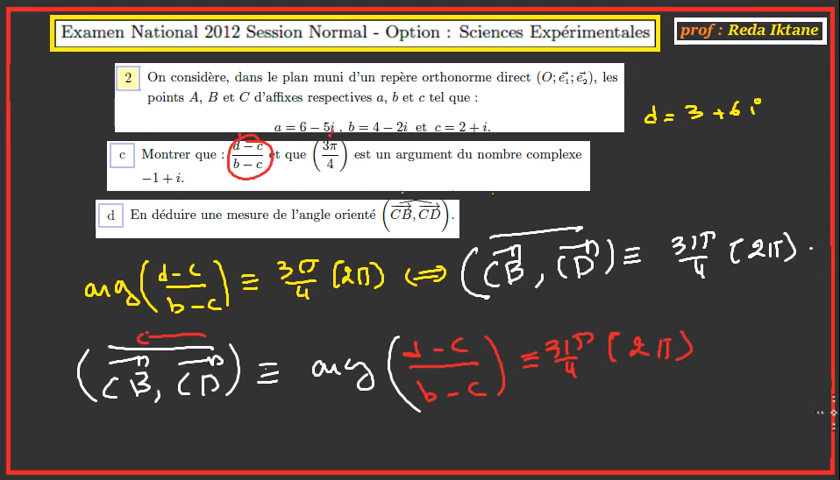 Examen National 2012 Session Normal - Option : Sciences Expérimentales
prof : Reda Iktane
2 On considère, dans le plan muni d'un repère orthonorme direct (O; e⃗₁; e⃗₂), les
points A, B et C d'affixes respectives a, b et c tel que :
a = 6 − 5i , b = 4 − 2i et c = 2 + i.
d = 3 + 6i
c Montrer que : (d − c)/(b − c) et que (3π/4) est un argument du nombre complexe
−1 + i.
d En déduire une mesure de l'angle orienté (CB, CD).
arg((d-c)/(b-c)) ≡ 3π/4 [2π] ⟺ (CB, CD) ≡ 3π/4 [2π].
(CB, CD) ≡ arg((d-c)/(b-c)) ≡ 3π/4 [2π]